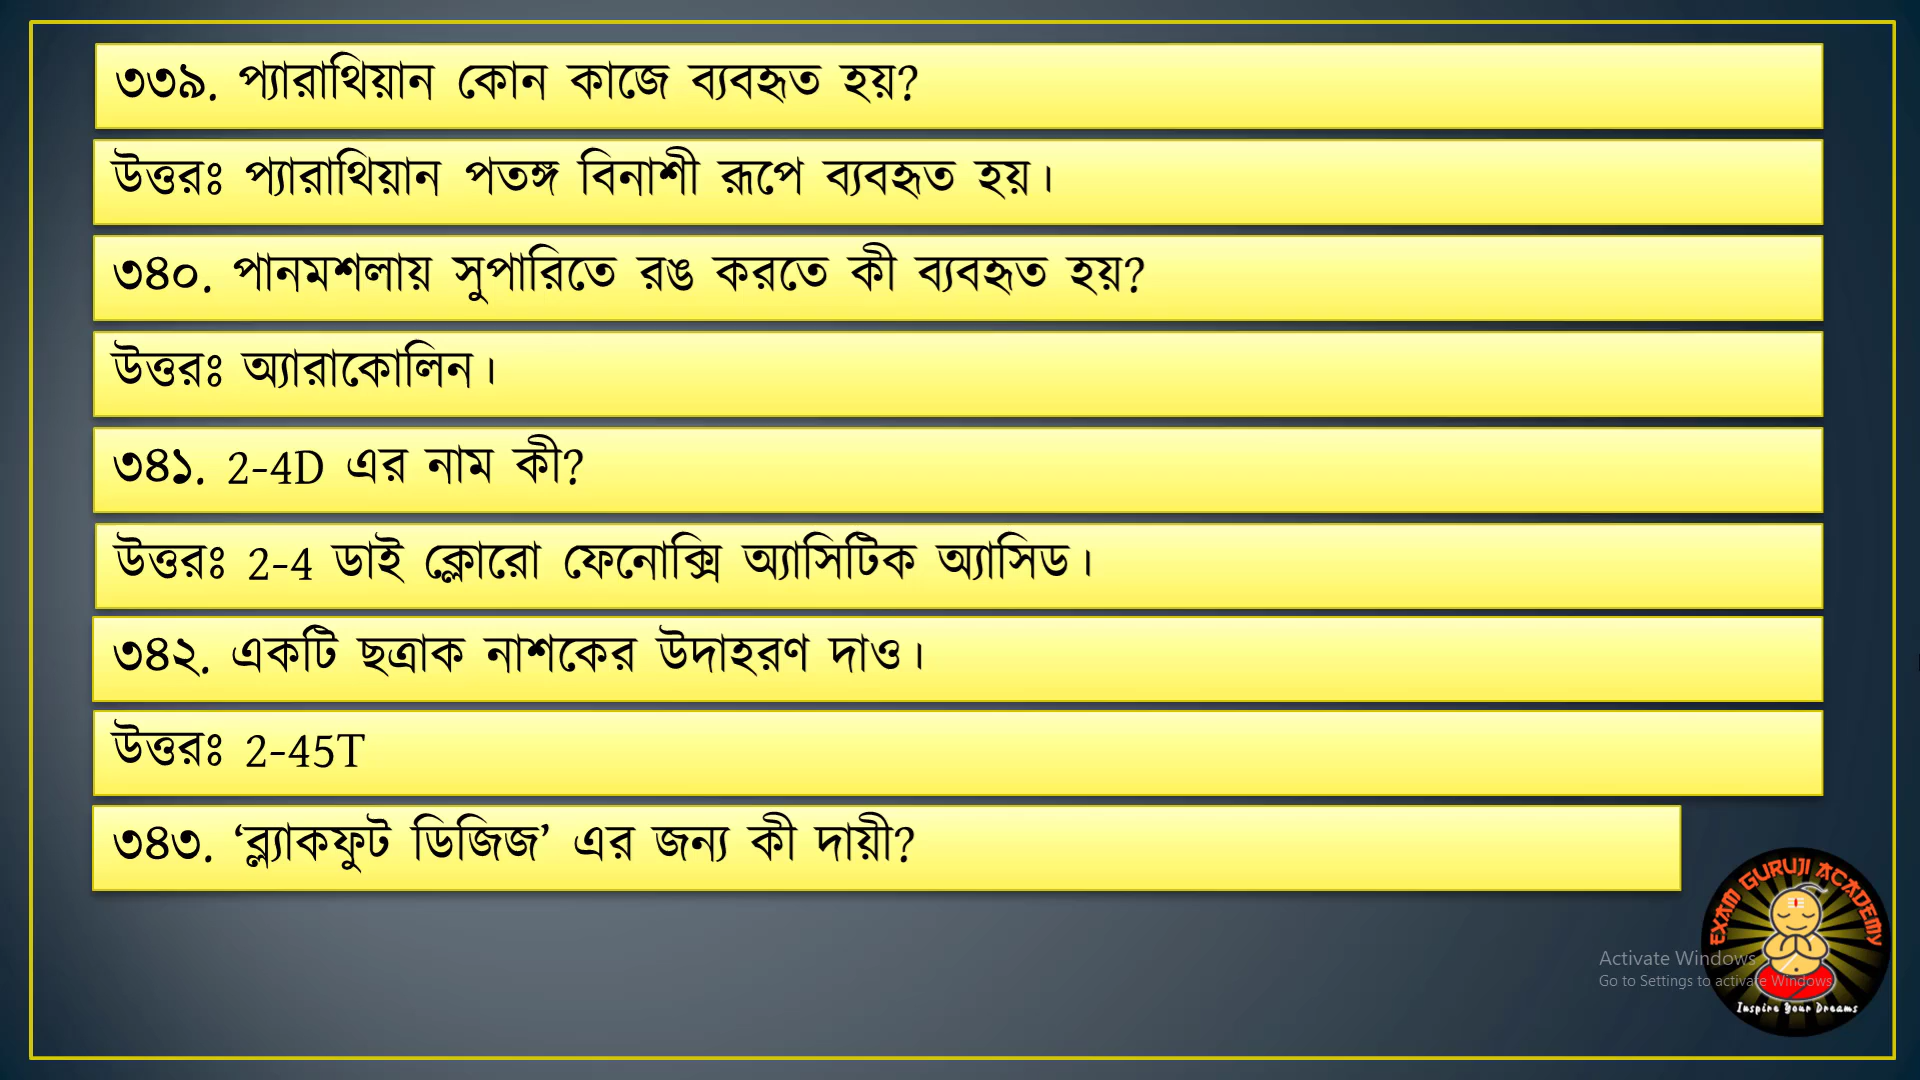 ৩৩৯. প্যারাথিয়ান কোন কাজে ব্যবহৃত হয়?
উত্তরঃ প্যারাথিয়ান পতঙ্গ বিনাশী রূপে ব্যবহৃত হয়।
৩৪০. পানমশলায় সুপারিতে রঙ করতে কী ব্যবহৃত হয়?
উত্তরঃ অ্যারাকোলিন।
৩৪১. 2-4D এর নাম কী?
উত্তরঃ 2-4 ডাই ক্লোরো ফেনোক্সি অ্যাসিটিক অ্যাসিড।
৩৪২. একটি ছত্রাক নাশকের উদাহরণ দাও।
উত্তরঃ 2-45T
৩৪৩. ‘ব্ল্যাকফুট ডিজিজ’ এর জন্য কী দায়ী?
EXAM GURUJI ACADEMY
Activate Windows
Go to Settings to activate Windows.
Inspire Your Dreams